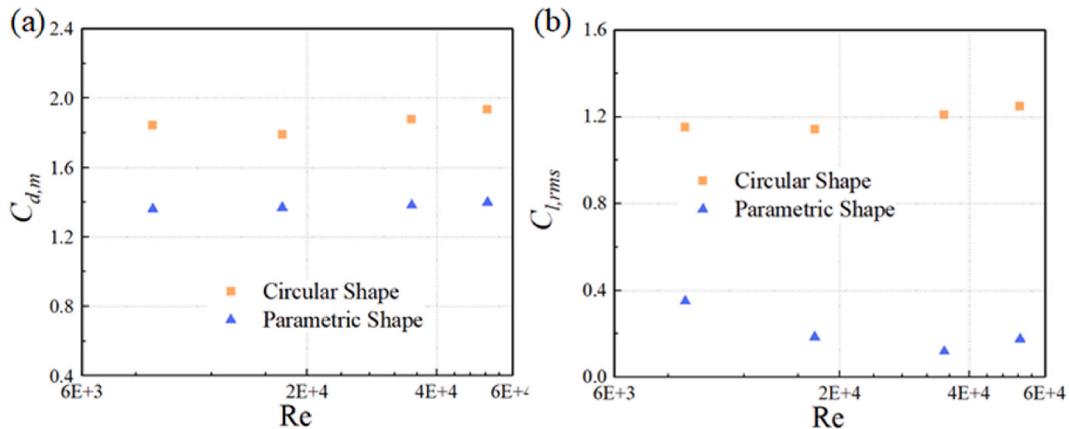 (a)
2.4
2.0
1.6
1.2
0.8
0.4
C_{d,m}
Circular Shape
Parametric Shape
6E+3
2E+4
4E+4
6E+4
Re
(b)
1.6
1.2
0.8
0.4
0.0
C_{l,rms}
Circular Shape
Parametric Shape
6E+3
2E+4
4E+4
6E+4
Re